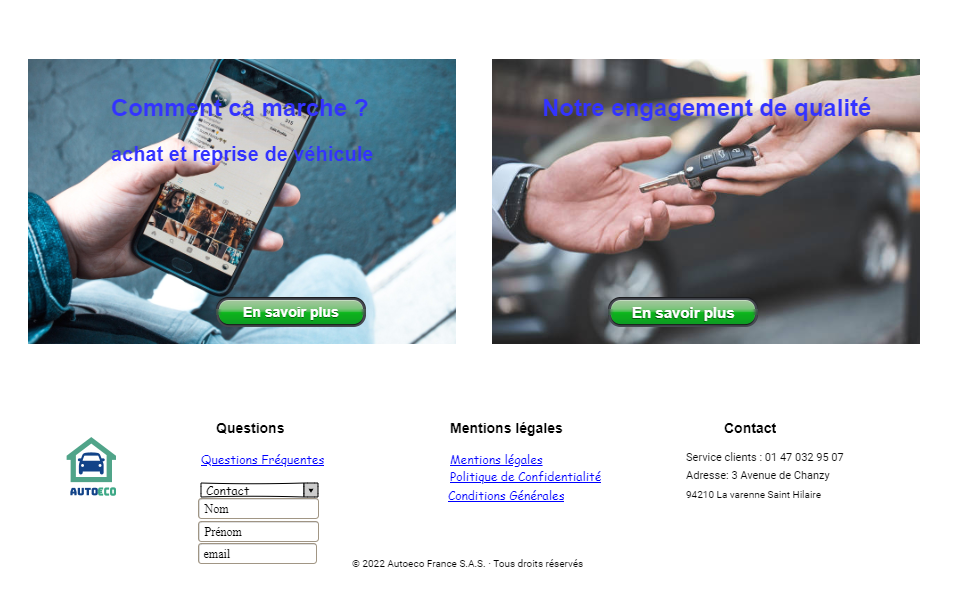 Comment ca marche ?
achat et reprise de véhicule
En savoir plus
Notre engagement de qualité
En savoir plus
AUTOECO
Questions
Questions Fréquentes
Contact
Nom
Prénom
email
Mentions légales
Mentions légales
Politique de Confidentialité
Conditions Générales
Contact
Service clients : 01 47 032 95 07
Adresse: 3 Avenue de Chanzy
94210 La varenne Saint Hilaire
© 2022 Autoeco France S.A.S. · Tous droits réservés